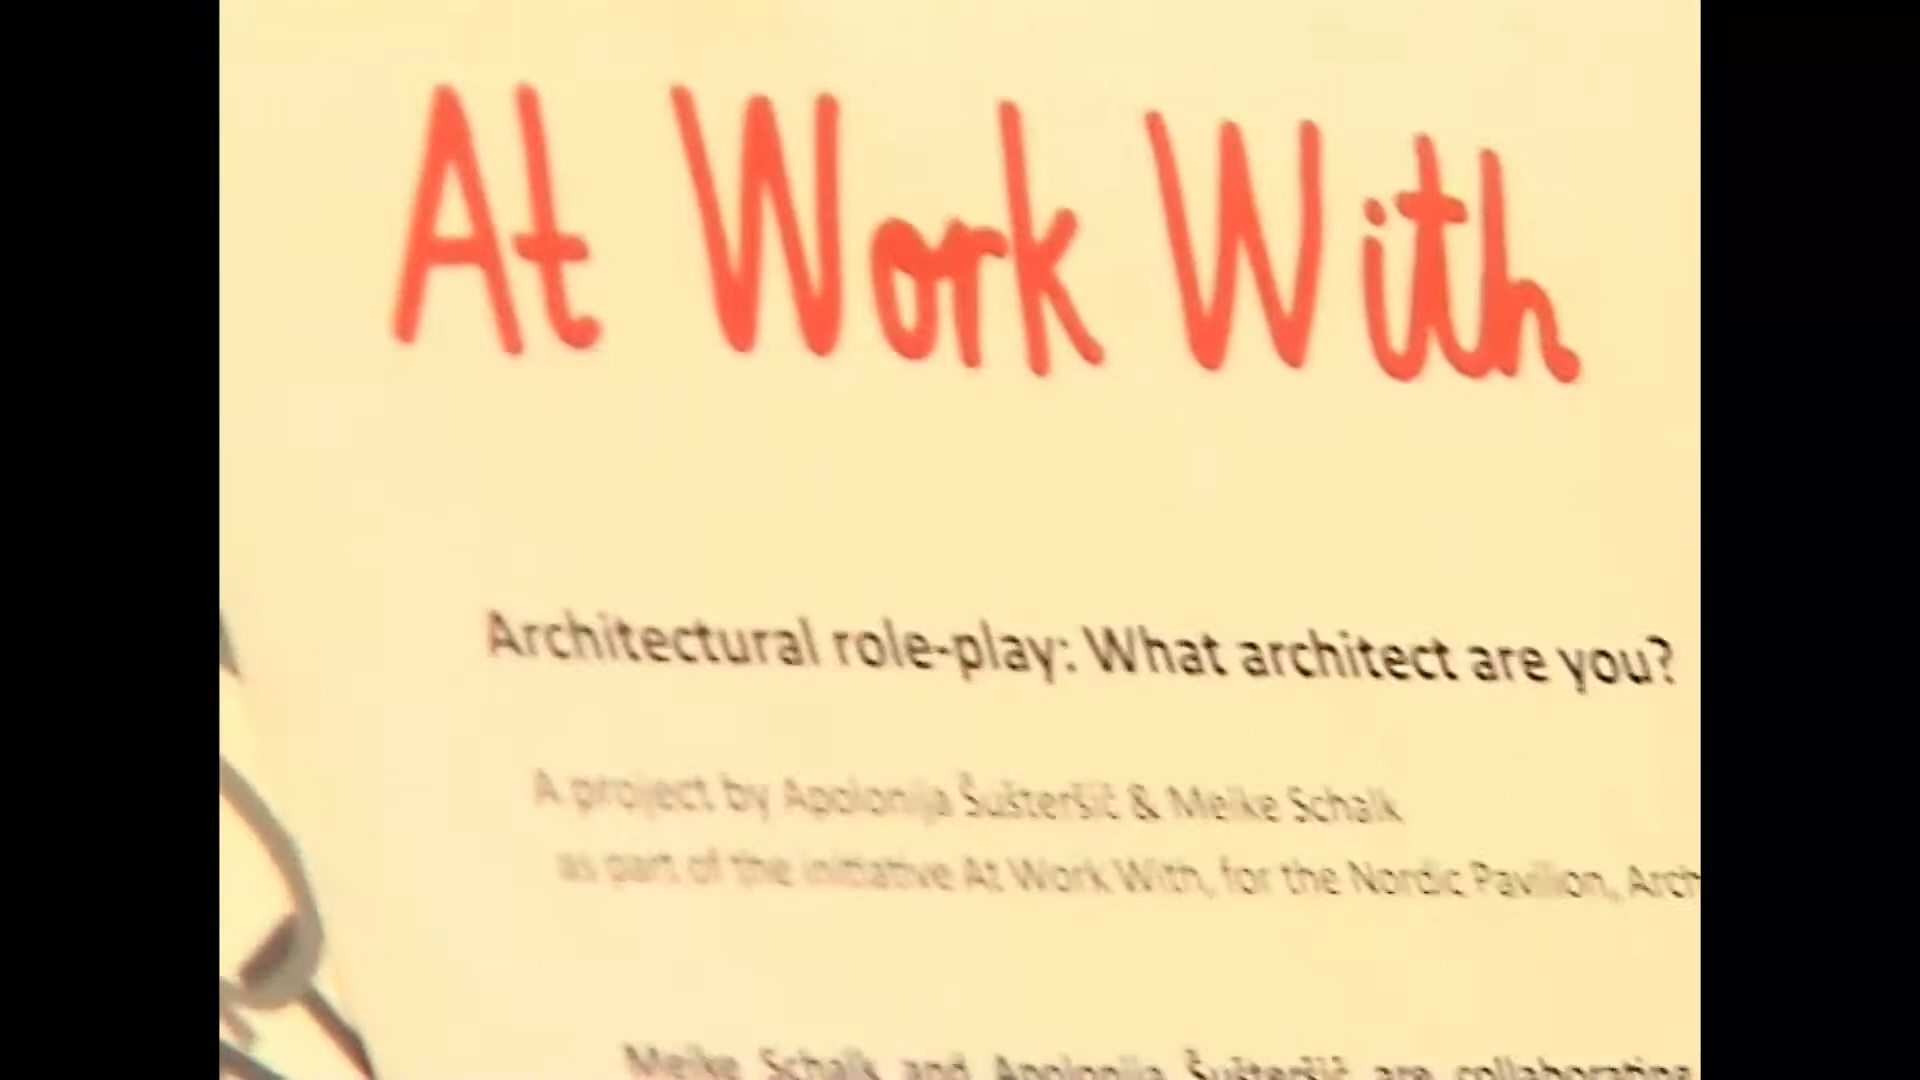 At Work With
Architectural role-play: What architect are you?
A project by Apolonija Šušteršič & Meike Schalk
as part of the initiative At Work With, for the Nordic Pavilion, Arch
Meike Schalk and Apolonija Šušteršič are collaborating